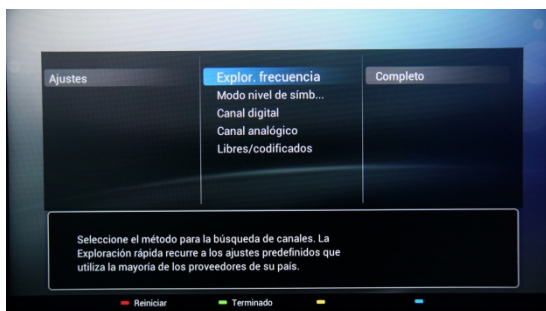 Ajustes
Explor. frecuencia
Completo
Modo nivel de símb...
Canal digital
Canal analógico
Libres/codificados
Seleccione el método para la búsqueda de canales. La
Exploración rápida recurre a los ajustes predefinidos que
utiliza la mayoría de los proveedores de su país.
Reiniciar
Terminado